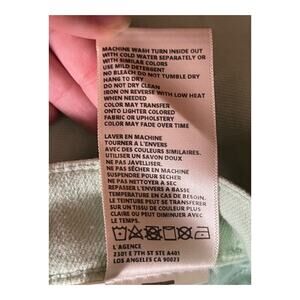 MACHINE WASH TURN INSIDE OUT
WITH COLD WATER SEPARATELY OR
WITH SIMILAR COLORS
USE MILD DETERGENT
NO BLEACH DO NOT TUMBLE DRY
HANG TO DRY
DO NOT DRY CLEAN
IRON ON REVERSE WITH LOW HEAT
WHEN NEEDED
COLOR MAY TRANSFER
ONTO LIGHTER COLORED
FABRIC OR UPHOLSTERY
COLOR MAY FADE OVER TIME
LAVER EN MACHINE
TOURNER A L'ENVERS
AVEC DES COULEURS SIMILAIRES.
UTILISER UN SAVON DOUX
NE PAS JAVELLISER.
NE PAS SÉCHER EN MACHINE
SUSPENDRE POUR SÉCHER
NE PAS NETTOYER AU SEC.
REPASSER L'ENVERS A BASSE
TEMPERATURE EN CAS DE BESOIN.
LE TEINTURE PEUT SE TRANSFERER
SUR UN TISSU DE COULEUR PLUS
CLAIRE OU PEUT DIMINUER AVEC
LE TEMPS.
L'AGENCE
2301 E 7TH ST STE A401
LOS ANGELES CA 90023